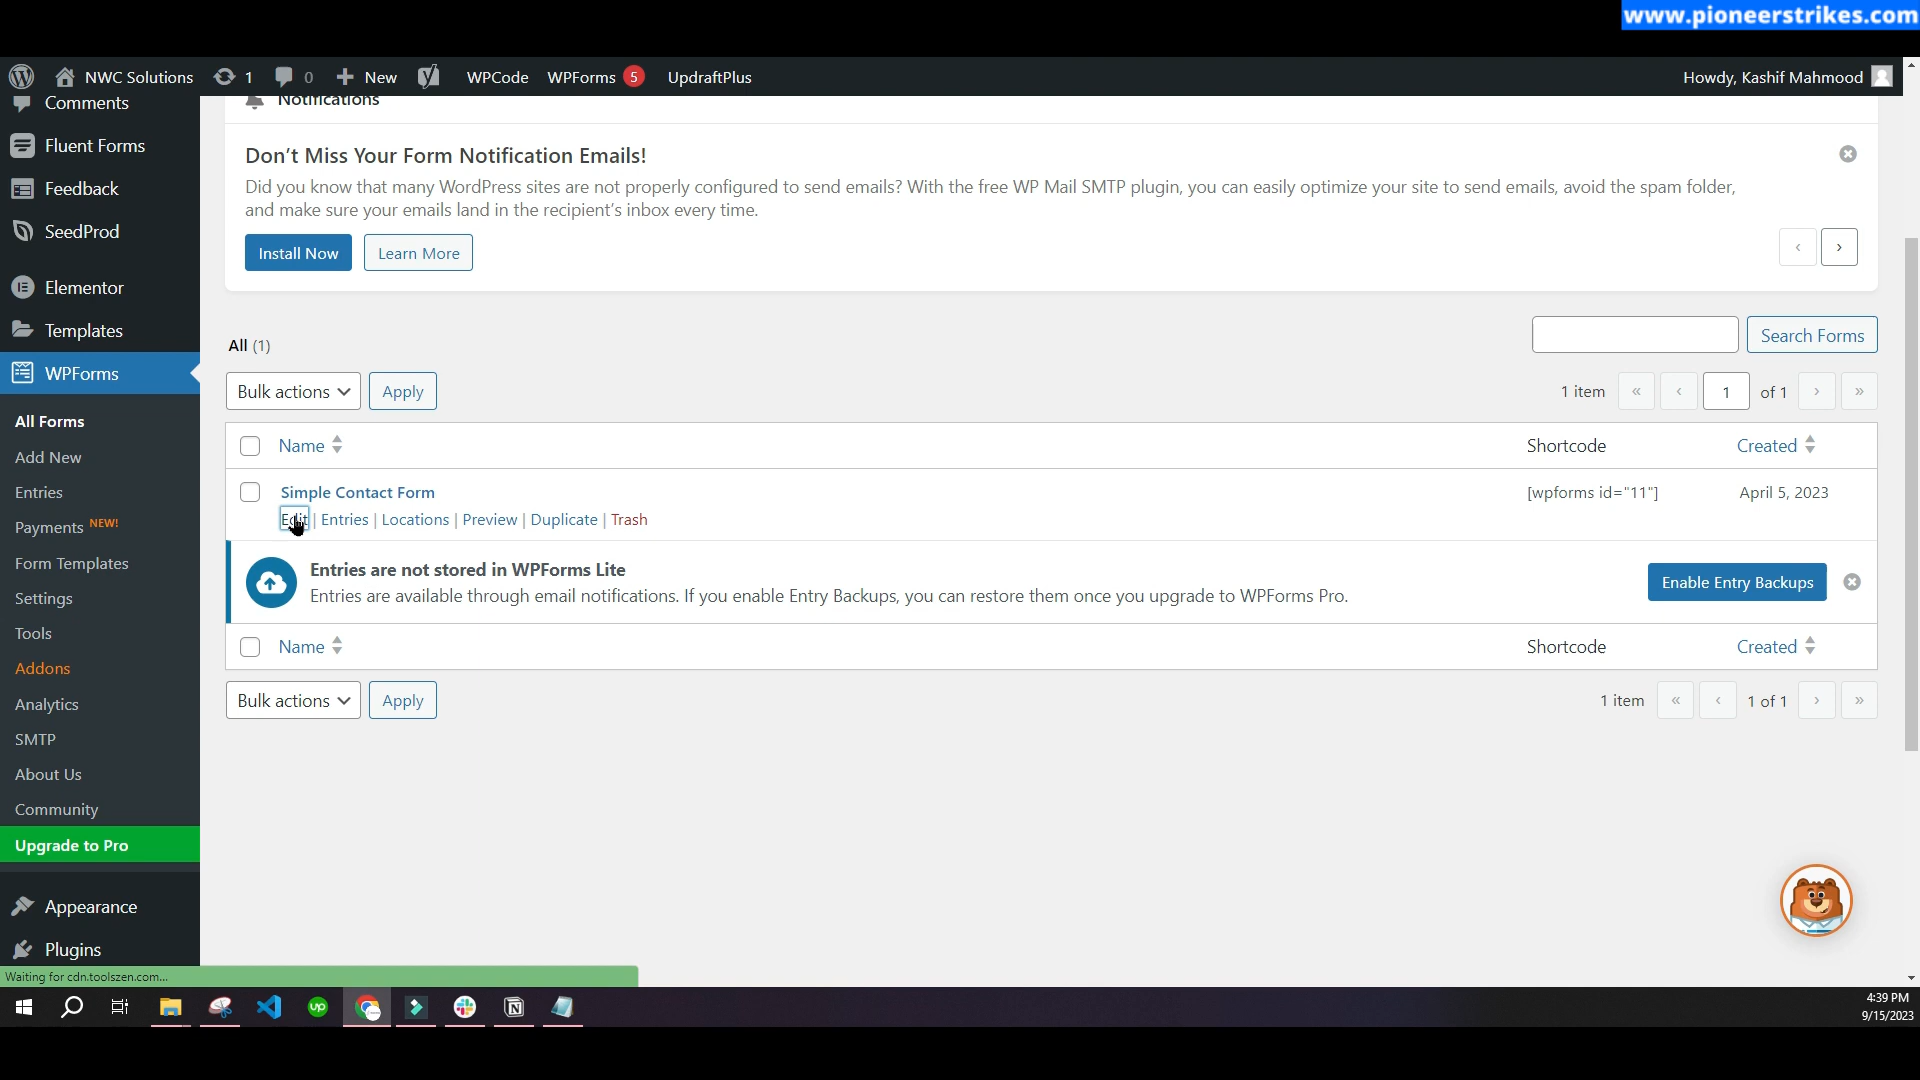 www.pioneerstrikes.com
NWC Solutions 1 0 New WPCode WPForms 5 UpdraftPlus Howdy, Kashif Mahmood
Comments
Fluent Forms
Feedback
SeedProd
Elementor
Templates
WPForms
All Forms
Add New
Entries
Payments NEW!
Form Templates
Settings
Tools
Addons
Analytics
SMTP
About Us
Community
Upgrade to Pro
Appearance
Plugins
Notifications
Don't Miss Your Form Notification Emails!
Did you know that many WordPress sites are not properly configured to send emails? With the free WP Mail SMTP plugin, you can easily optimize your site to send emails, avoid the spam folder,
and make sure your emails land in the recipient's inbox every time.
Install Now Learn More ‹ ›
All (1) Search Forms
Bulk actions Apply 1 item « ‹ 1 of 1 › »
Name Shortcode Created
Simple Contact Form [wpforms id="11"] April 5, 2023
Edit | Entries | Locations | Preview | Duplicate | Trash
Entries are not stored in WPForms Lite
Entries are available through email notifications. If you enable Entry Backups, you can restore them once you upgrade to WPForms Pro.
Enable Entry Backups
Name Shortcode Created
Bulk actions Apply 1 item « ‹ 1 of 1 › »
Waiting for cdn.toolszen.com...
up
4:39 PM
9/15/2023